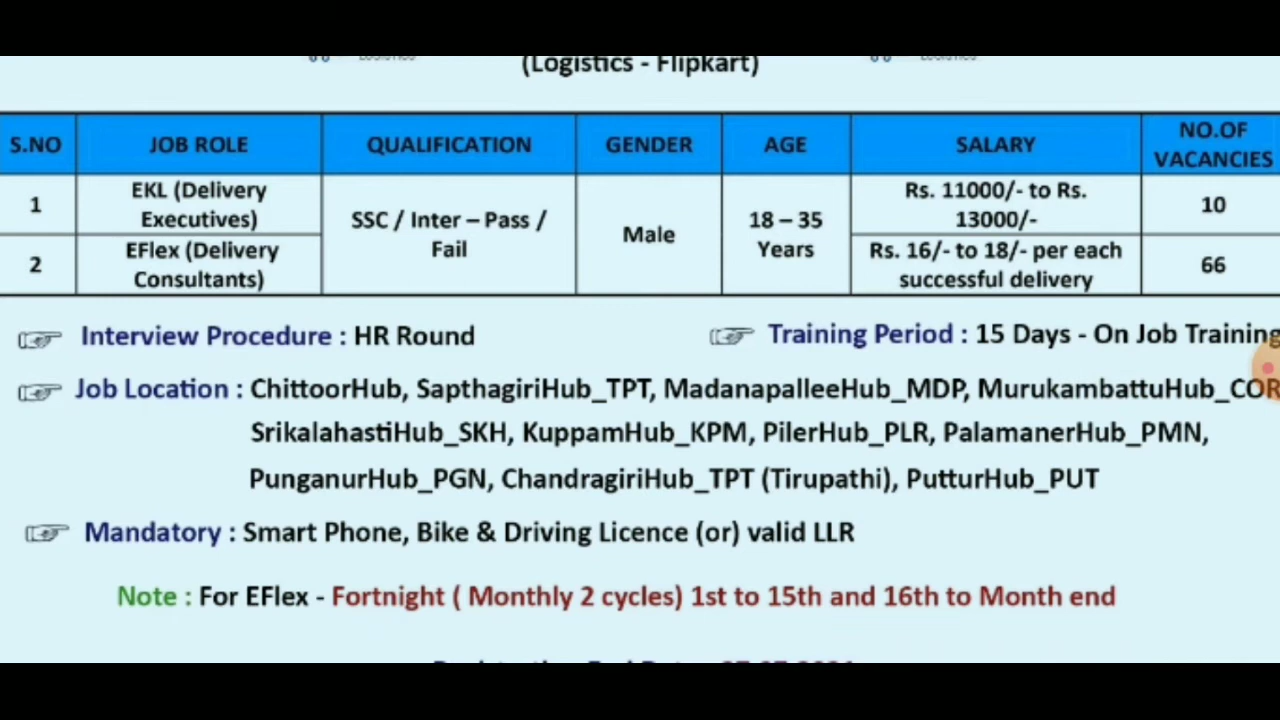 (Logistics - Flipkart)
S.NO JOB ROLE QUALIFICATION GENDER AGE SALARY NO.OF VACANCIES
1 EKL (Delivery Executives) SSC / Inter – Pass / Fail Male 18 – 35 Years Rs. 11000/- to Rs. 13000/- 10
2 EFlex (Delivery Consultants) Rs. 16/- to 18/- per each successful delivery 66
Interview Procedure : HR Round
Training Period : 15 Days - On Job Training
Job Location : ChittoorHub, SapthagiriHub_TPT, MadanapalleeHub_MDP, MurukambattuHub_COR
SrikalahastiHub_SKH, KuppamHub_KPM, PilerHub_PLR, PalamanerHub_PMN,
PunganurHub_PGN, ChandragiriHub_TPT (Tirupathi), PutturHub_PUT
Mandatory : Smart Phone, Bike & Driving Licence (or) valid LLR
Note : For EFlex - Fortnight ( Monthly 2 cycles) 1st to 15th and 16th to Month end